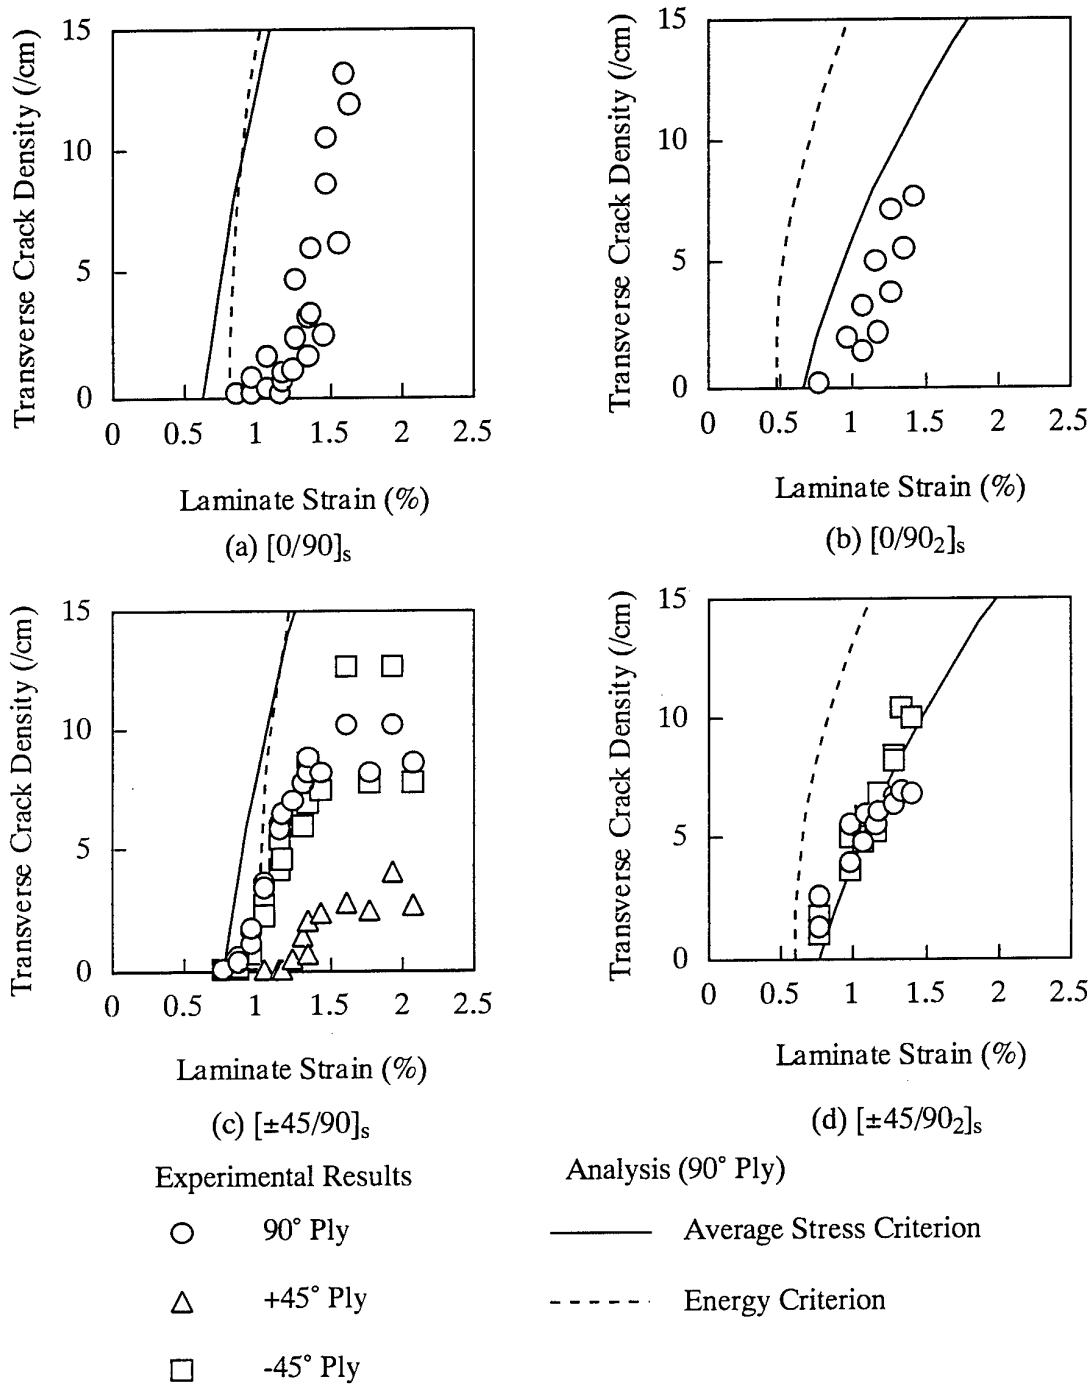 15
10
5
0
Transverse Crack Density (/cm)
0 0.5 1 1.5 2 2.5
Laminate Strain (%)
(a) [0/90]s
15
10
5
0
Transverse Crack Density (/cm)
0 0.5 1 1.5 2 2.5
Laminate Strain (%)
(b) [0/902]s
15
10
5
0
Transverse Crack Density (/cm)
0 0.5 1 1.5 2 2.5
Laminate Strain (%)
(c) [±45/90]s
15
10
5
0
Transverse Crack Density (/cm)
0 0.5 1 1.5 2 2.5
Laminate Strain (%)
(d) [±45/902]s
Experimental Results
90° Ply
+45° Ply
-45° Ply
Analysis (90° Ply)
Average Stress Criterion
Energy Criterion